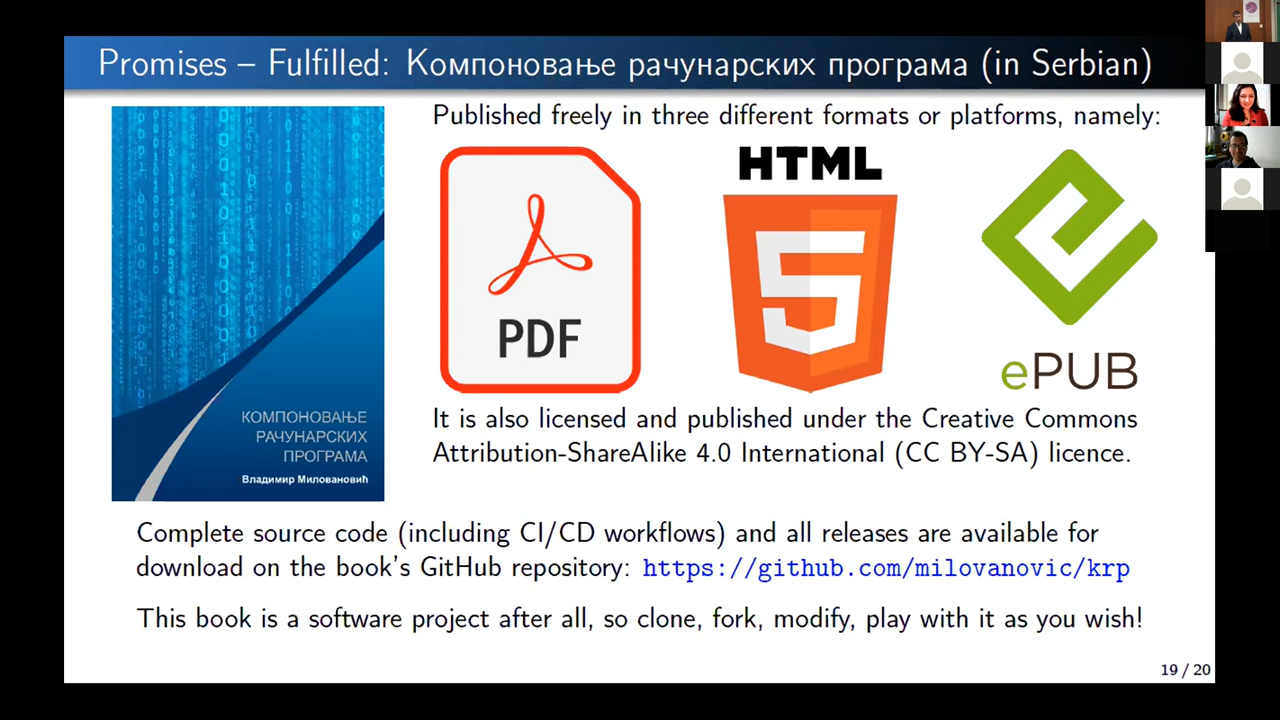 Promises – Fulfilled: Компоновање рачунарских програма (in Serbian)
Published freely in three different formats or platforms, namely:
PDF
HTML
5
ePUB
КОМПОНОВАЊЕ
РАЧУНАРСКИХ
ПРОГРАМА
Владимир Миловановић
It is also licensed and published under the Creative Commons
Attribution-ShareAlike 4.0 International (CC BY-SA) licence.
Complete source code (including CI/CD workflows) and all releases are available for
download on the book's GitHub repository: https://github.com/milovanovic/krp
This book is a software project after all, so clone, fork, modify, play with it as you wish!
19 / 20